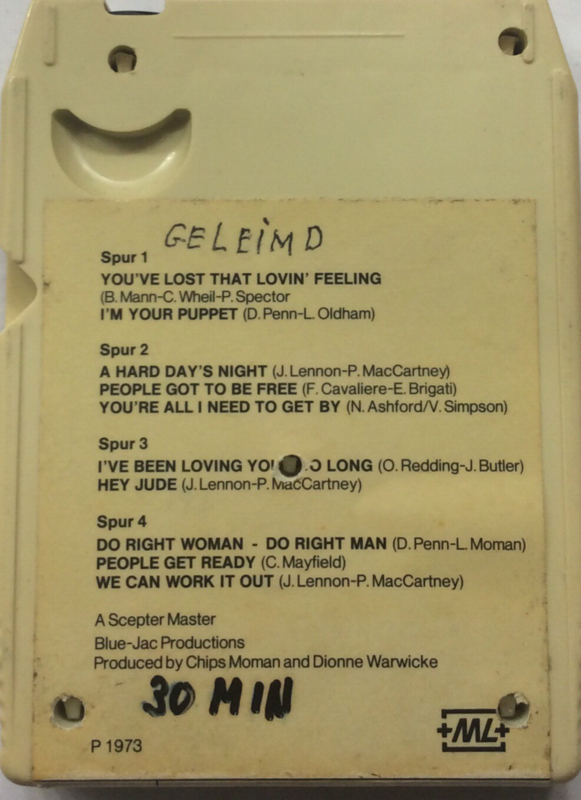 GELEIMD
Spur 1
YOU'VE LOST THAT LOVIN' FEELING
(B. Mann-C. Wheil-P. Spector
I'M YOUR PUPPET (D. Penn-L. Oldham)
Spur 2
A HARD DAY'S NIGHT (J. Lennon-P. MacCartney)
PEOPLE GOT TO BE FREE (F. Cavaliere-E. Brigati)
YOU'RE ALL I NEED TO GET BY (N. Ashford/V. Simpson)
Spur 3
I'VE BEEN LOVING LONG (O. Redding-J. Butler)
HEY JUDE (J. Lennon-P. MacCartney)
Spur 4
DO RIGHT WOMAN - DO RIGHT MAN (D. Penn-L. Moman)
PEOPLE GET READY (C. Mayfield)
WE CAN WORK IT OUT (J. Lennon-P. MacCartney)
A Scepter Master
Blue-Jac Productions
Produced by Chips Moman and Dionne Warwicke
30 MIN
+ML+
P 1973